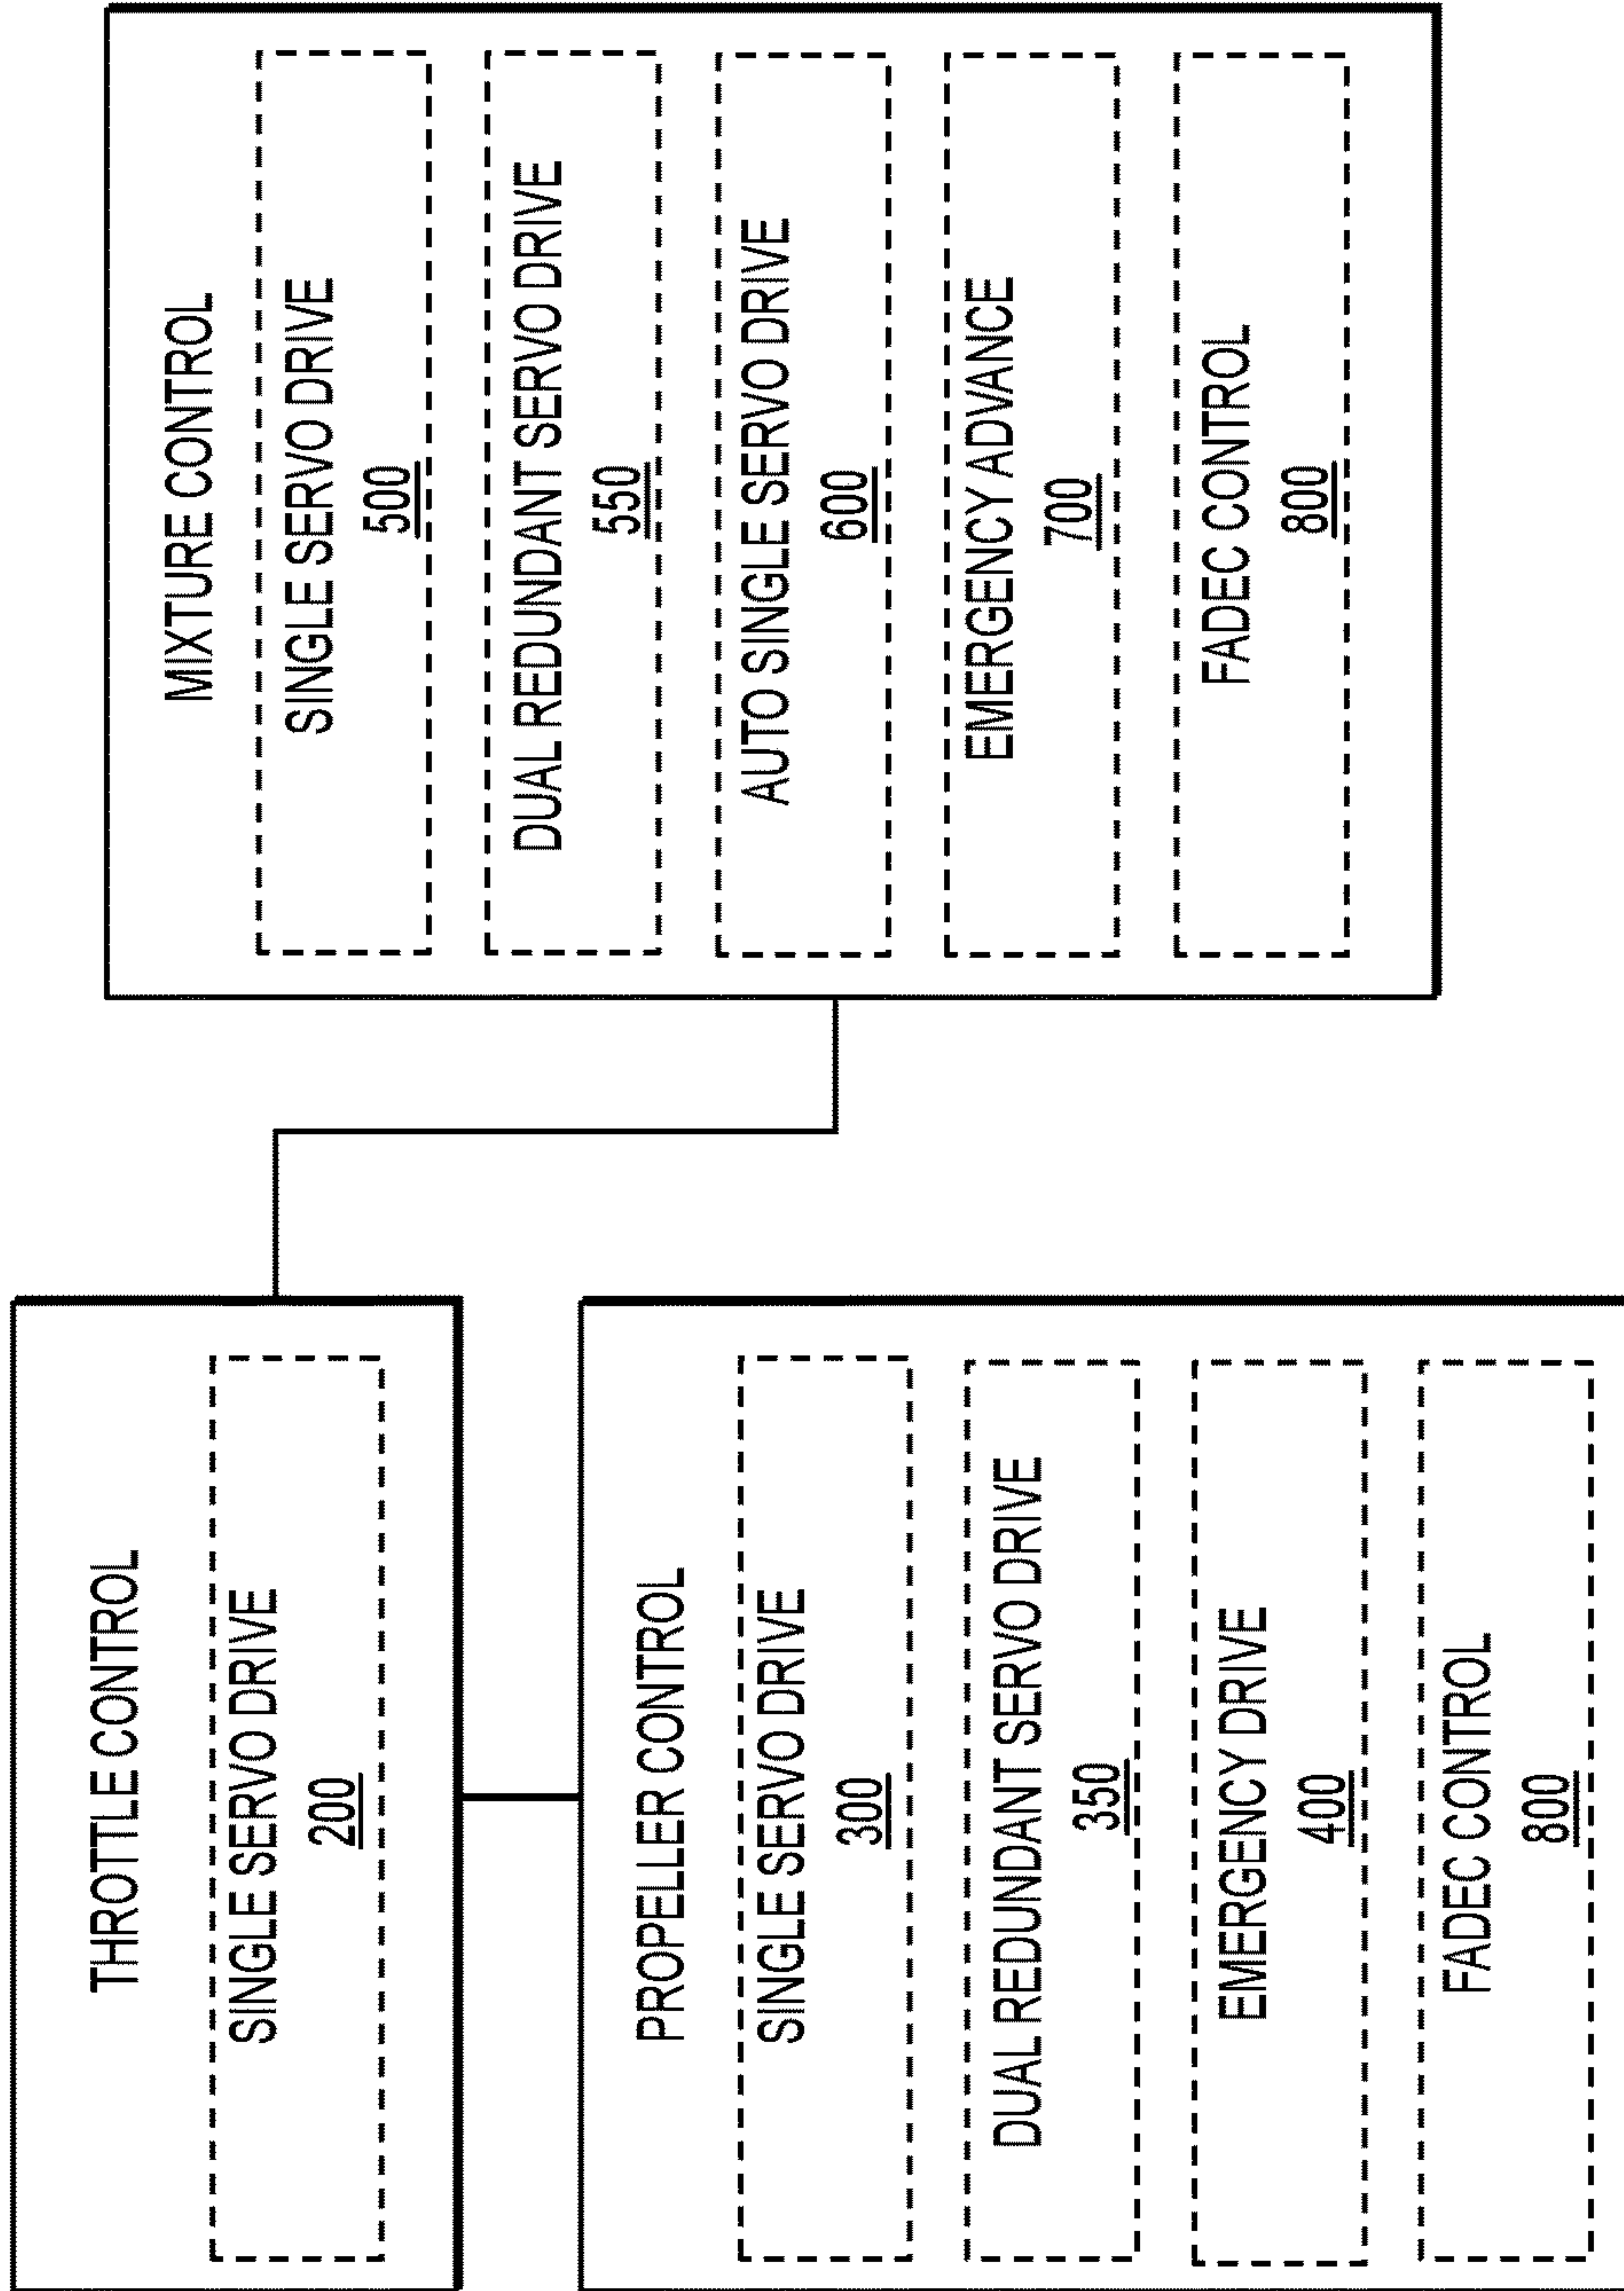 THROTTLE CONTROL
SINGLE SERVO DRIVE
200
PROPELLER CONTROL
SINGLE SERVO DRIVE
300
DUAL REDUNDANT SERVO DRIVE
350
EMERGENCY DRIVE
400
FADEC CONTROL
800
MIXTURE CONTROL
SINGLE SERVO DRIVE
500
DUAL REDUNDANT SERVO DRIVE
550
AUTO SINGLE SERVO DRIVE
600
EMERGENCY ADVANCE
700
FADEC CONTROL
800